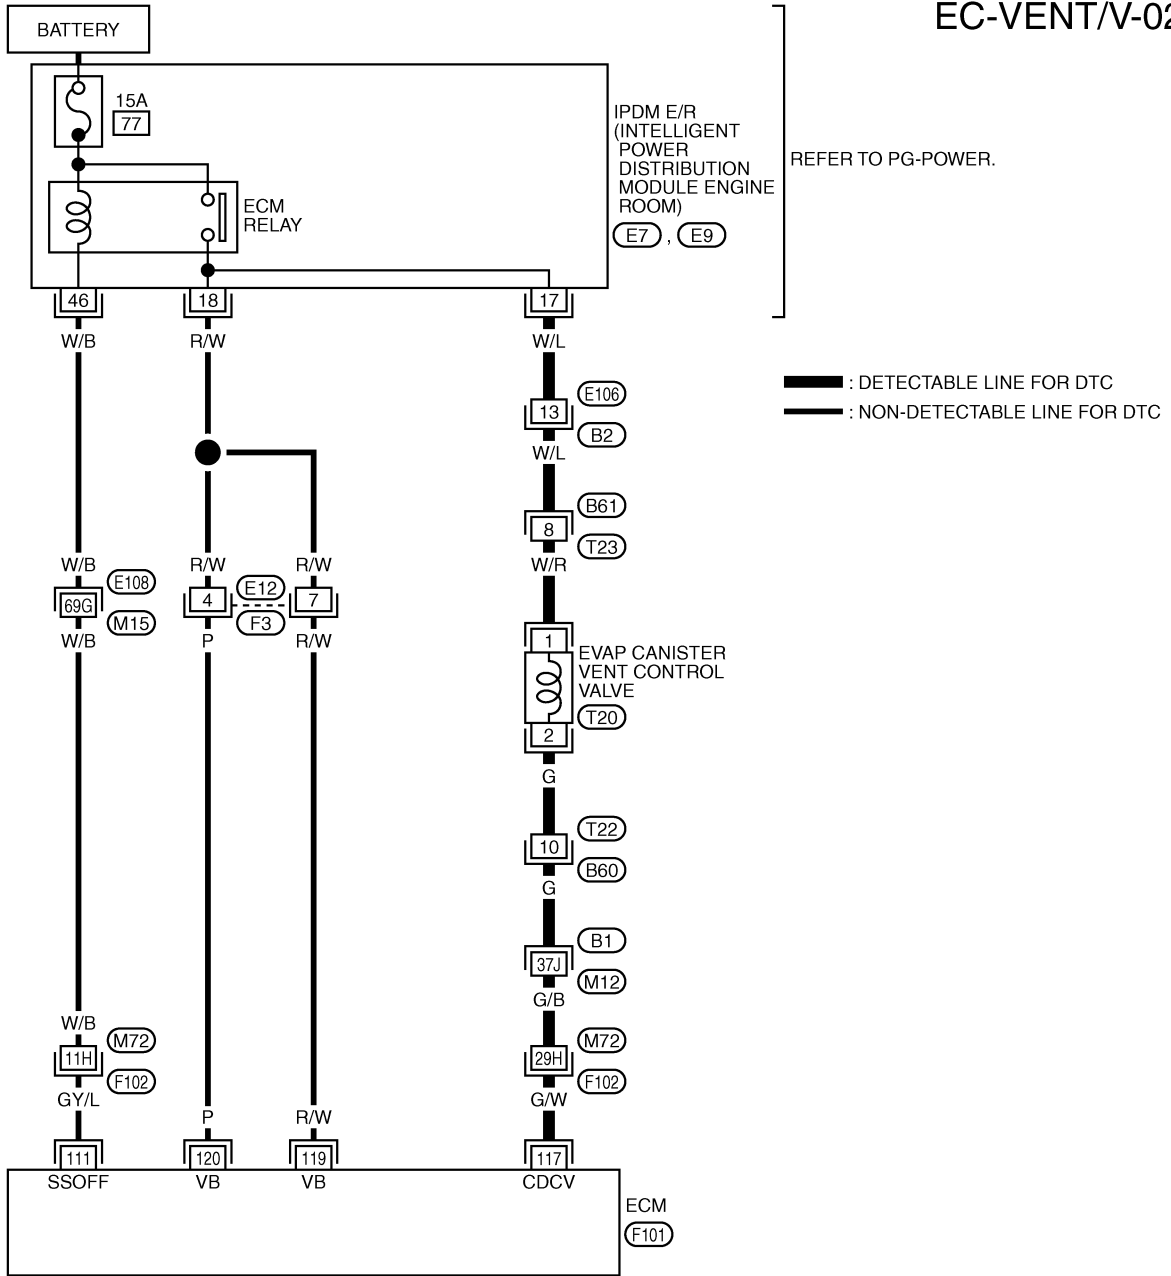 EC-VENT/V-02
BATTERY
15A
77
IPDM E/R
(INTELLIGENT
POWER
DISTRIBUTION
MODULE ENGINE
ROOM)
E7 , E9
REFER TO PG-POWER.
ECM
RELAY
46
18
17
W/B
R/W
W/L
: DETECTABLE LINE FOR DTC
: NON-DETECTABLE LINE FOR DTC
E106
13
B2
W/L
B61
8
T23
W/B
R/W
R/W
W/R
E108
69G
M15
4
E12
F3
7
W/B
P
R/W
1
EVAP CANISTER
VENT CONTROL
VALVE
T20
2
G
T22
10
B60
G
B1
37J
M12
G/B
W/B
M72
11H
F102
GY/L
M72
29H
F102
G/W
P
R/W
111
120
119
117
SSOFF
VB
VB
CDCV
ECM
F101